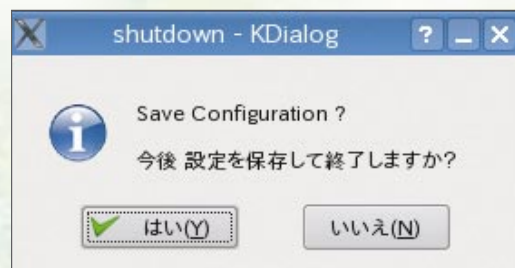 shutdown - KDialog
Save Configuration ?
今後 設定を保存して終了しますか?
はい(Y)
いいえ(N)